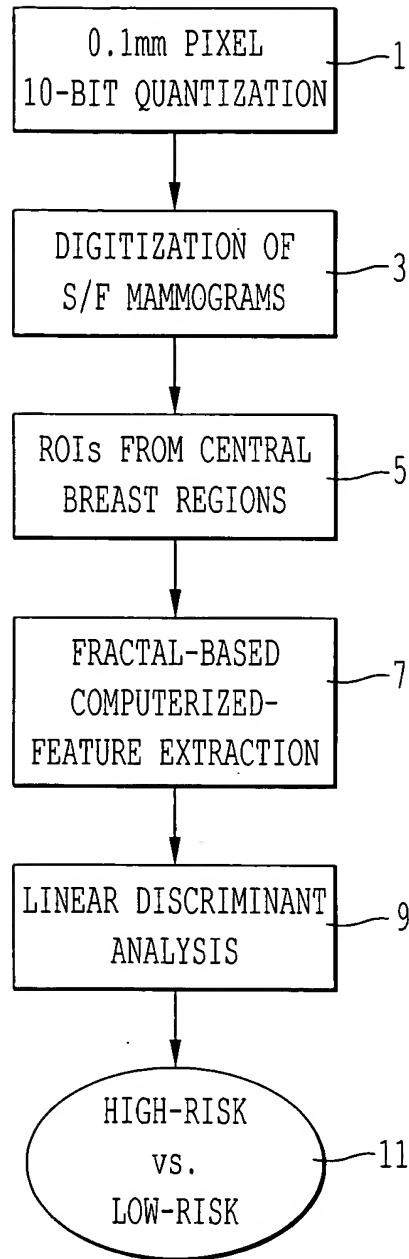 0.1mm PIXEL
10-BIT QUANTIZATION
1
DIGITIZATION OF
S/F MAMMOGRAMS
3
ROIs FROM CENTRAL
BREAST REGIONS
5
FRACTAL-BASED
COMPUTERIZED-
FEATURE EXTRACTION
7
LINEAR DISCRIMINANT
ANALYSIS
9
HIGH-RISK
vs.
LOW-RISK
11